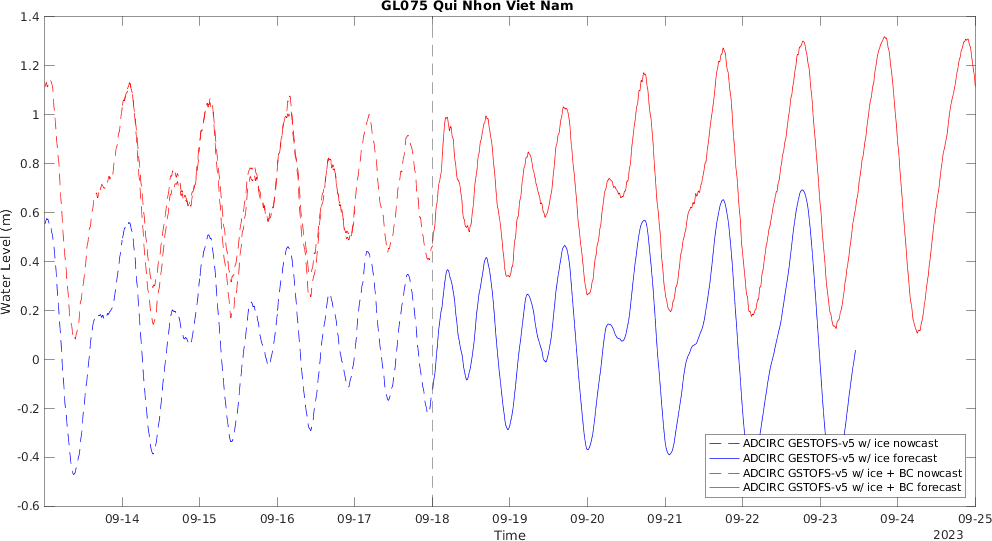 GL075 Qui Nhon Viet Nam
Water Level (m)
1.4
1.2
1
0.8
0.6
0.4
0.2
0
-0.2
-0.4
-0.6
ADCIRC GESTOFS-v5 w/ ice nowcast
ADCIRC GESTOFS-v5 w/ ice forecast
ADCIRC GSTOFS-v5 w/ ice + BC nowcast
ADCIRC GSTOFS-v5 w/ ice + BC forecast
09-14 09-15 09-16 09-17 09-18 09-19 09-20 09-21 09-22 09-23 09-24 09-25
Time
2023